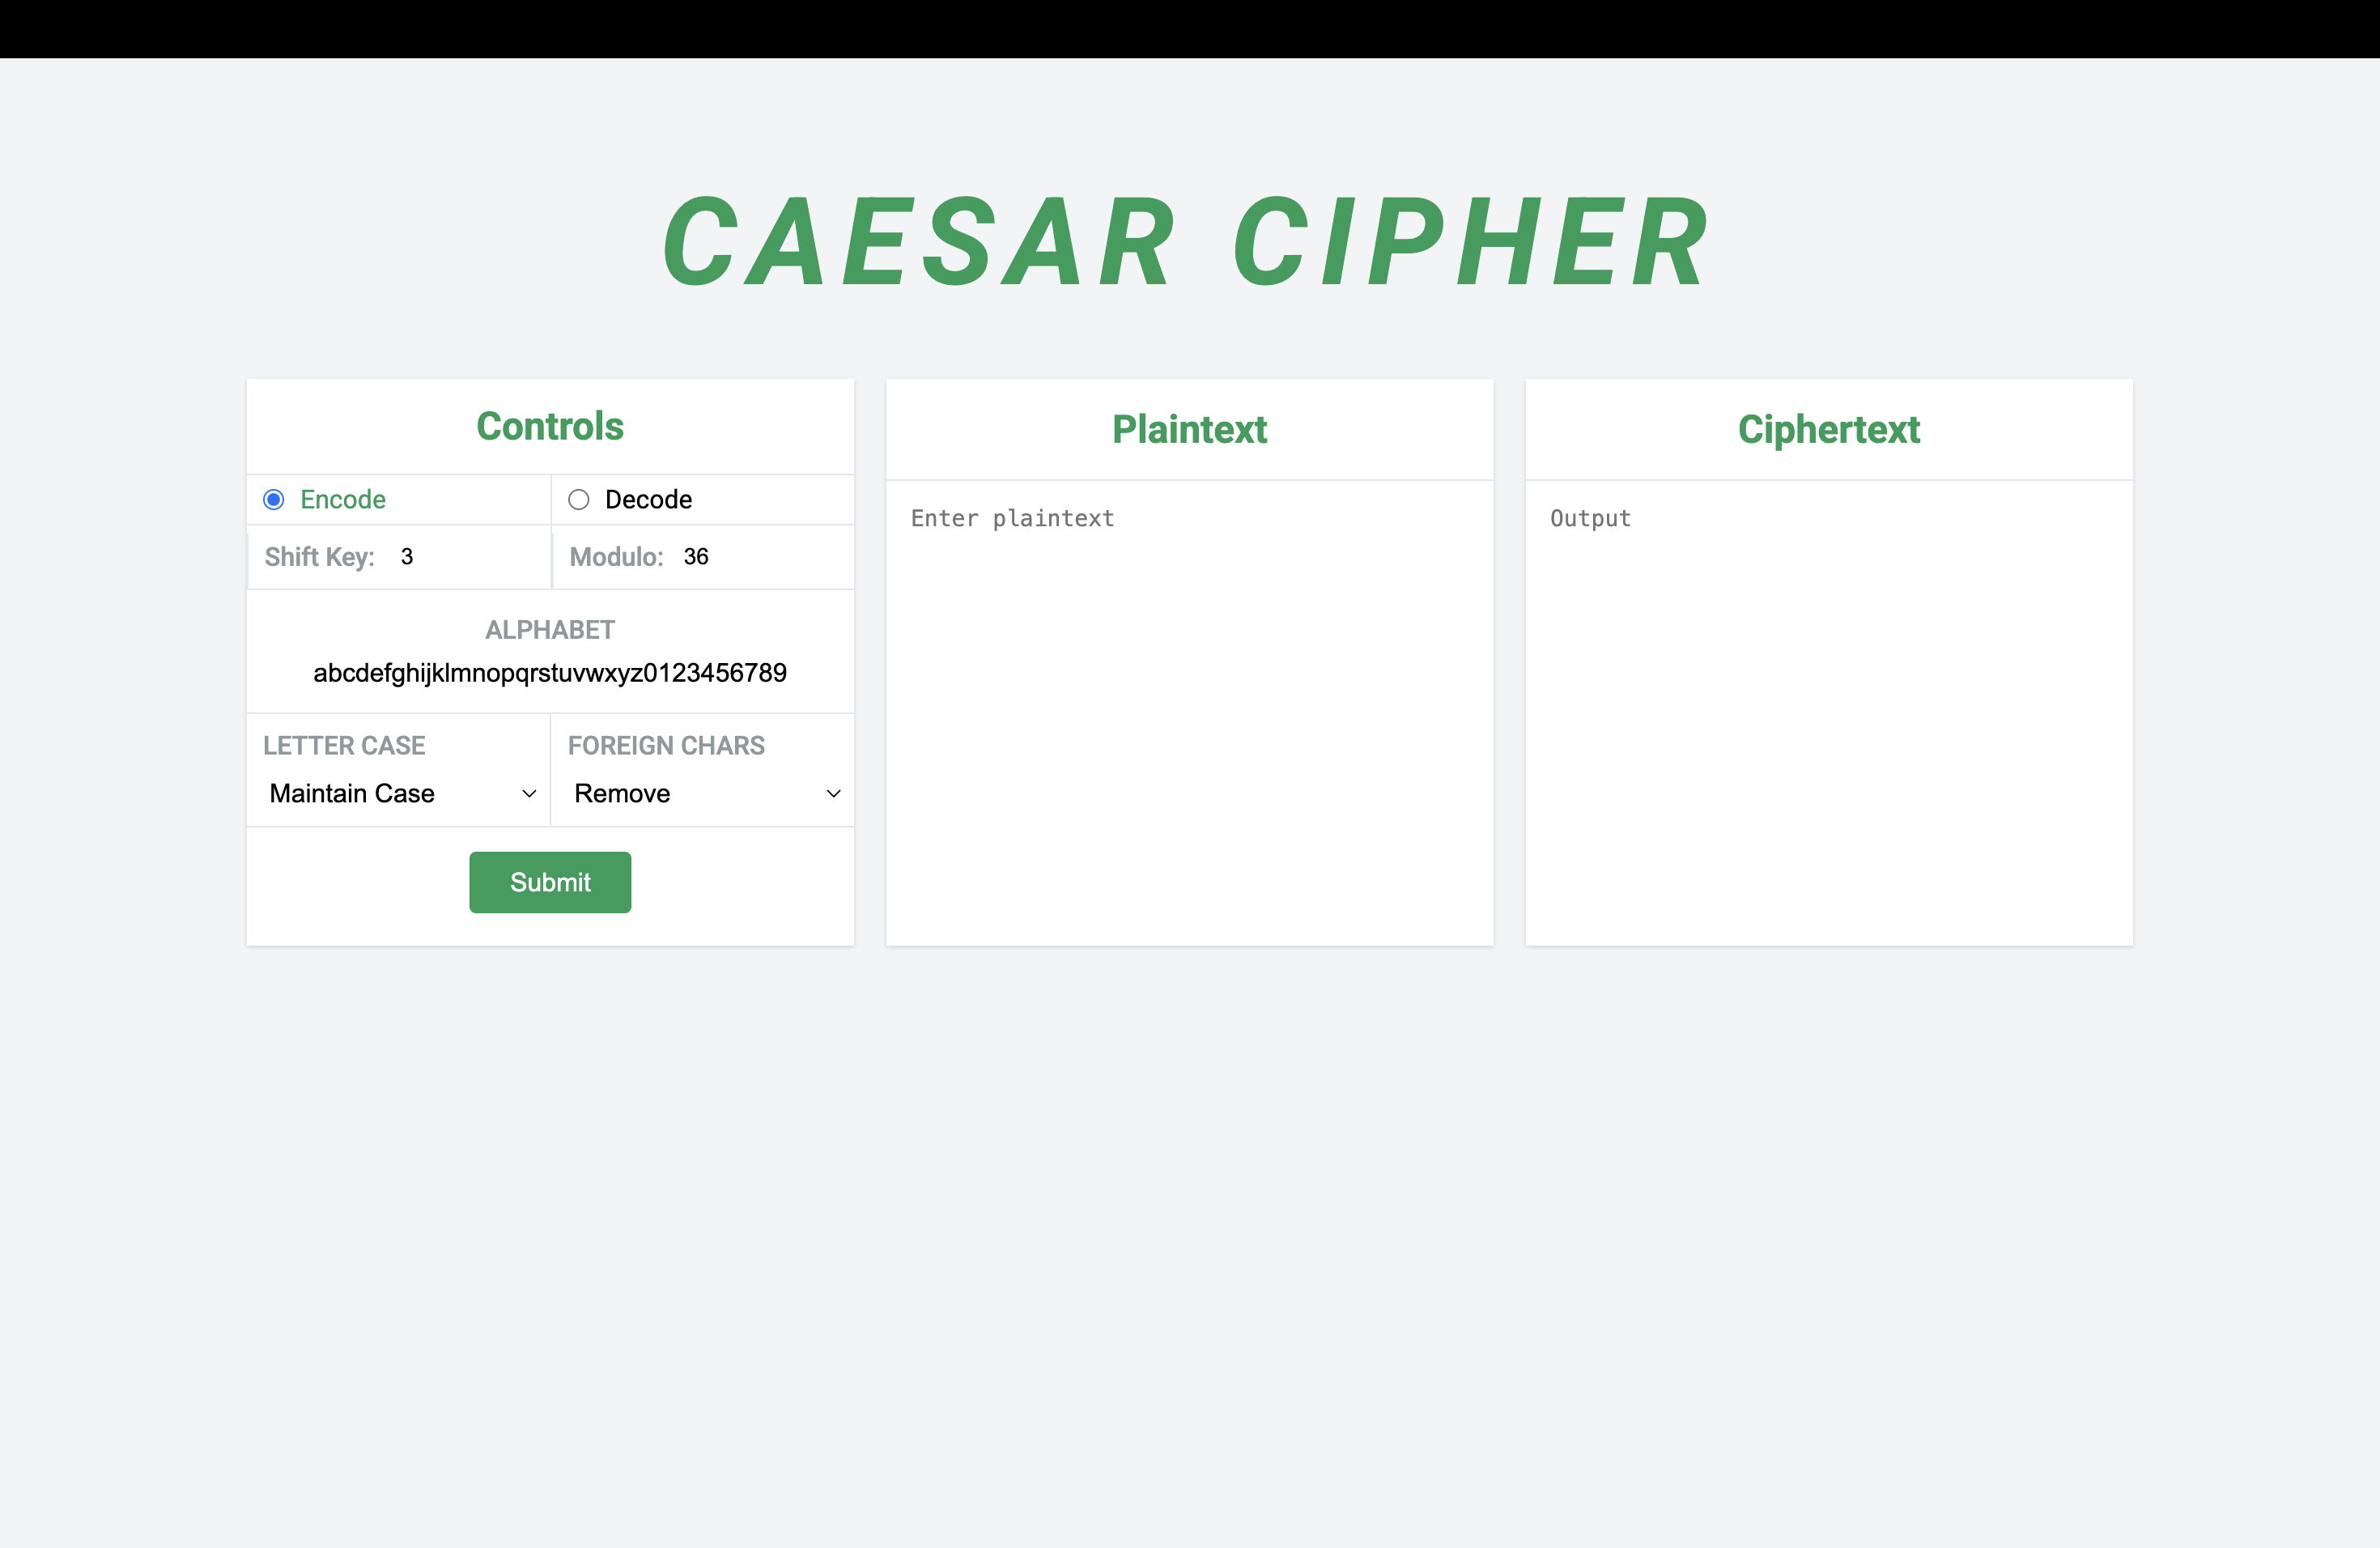 CAESAR CIPHER
Controls
Encode
Decode
Shift Key: 3
Modulo: 36
ALPHABET
abcdefghijklmnopqrstuvwxyz0123456789
LETTER CASE
Maintain Case
FOREIGN CHARS
Remove
Submit
Plaintext
Enter plaintext
Ciphertext
Output